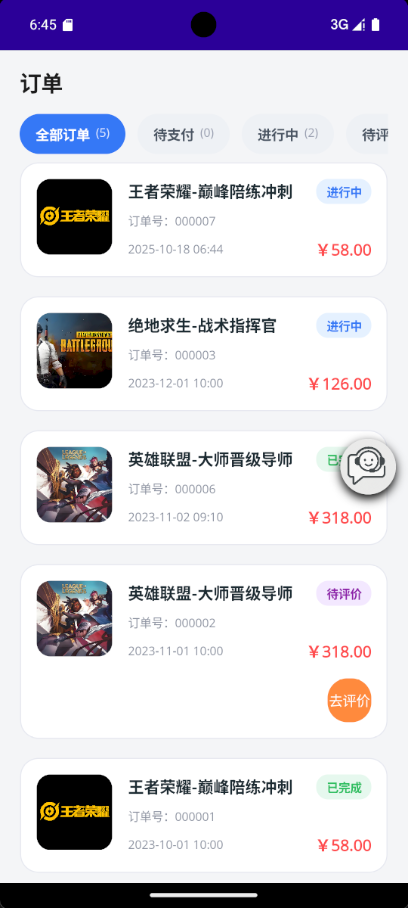 6:45
3G
订单
全部订单 (5)
待支付 (0)
进行中 (2)
待评
王者荣耀
王者荣耀-巅峰陪练冲刺
进行中
订单号：000007
2025-10-18 06:44
￥58.00
绝地求生-战术指挥官
进行中
订单号：000003
2023-12-01 10:00
￥126.00
英雄联盟-大师晋级导师
已
订单号：000006
2023-11-02 09:10
￥318.00
英雄联盟-大师晋级导师
待评价
订单号：000002
2023-11-01 10:00
￥318.00
去评价
王者荣耀
王者荣耀-巅峰陪练冲刺
已完成
订单号：000001
2023-10-01 10:00
￥58.00